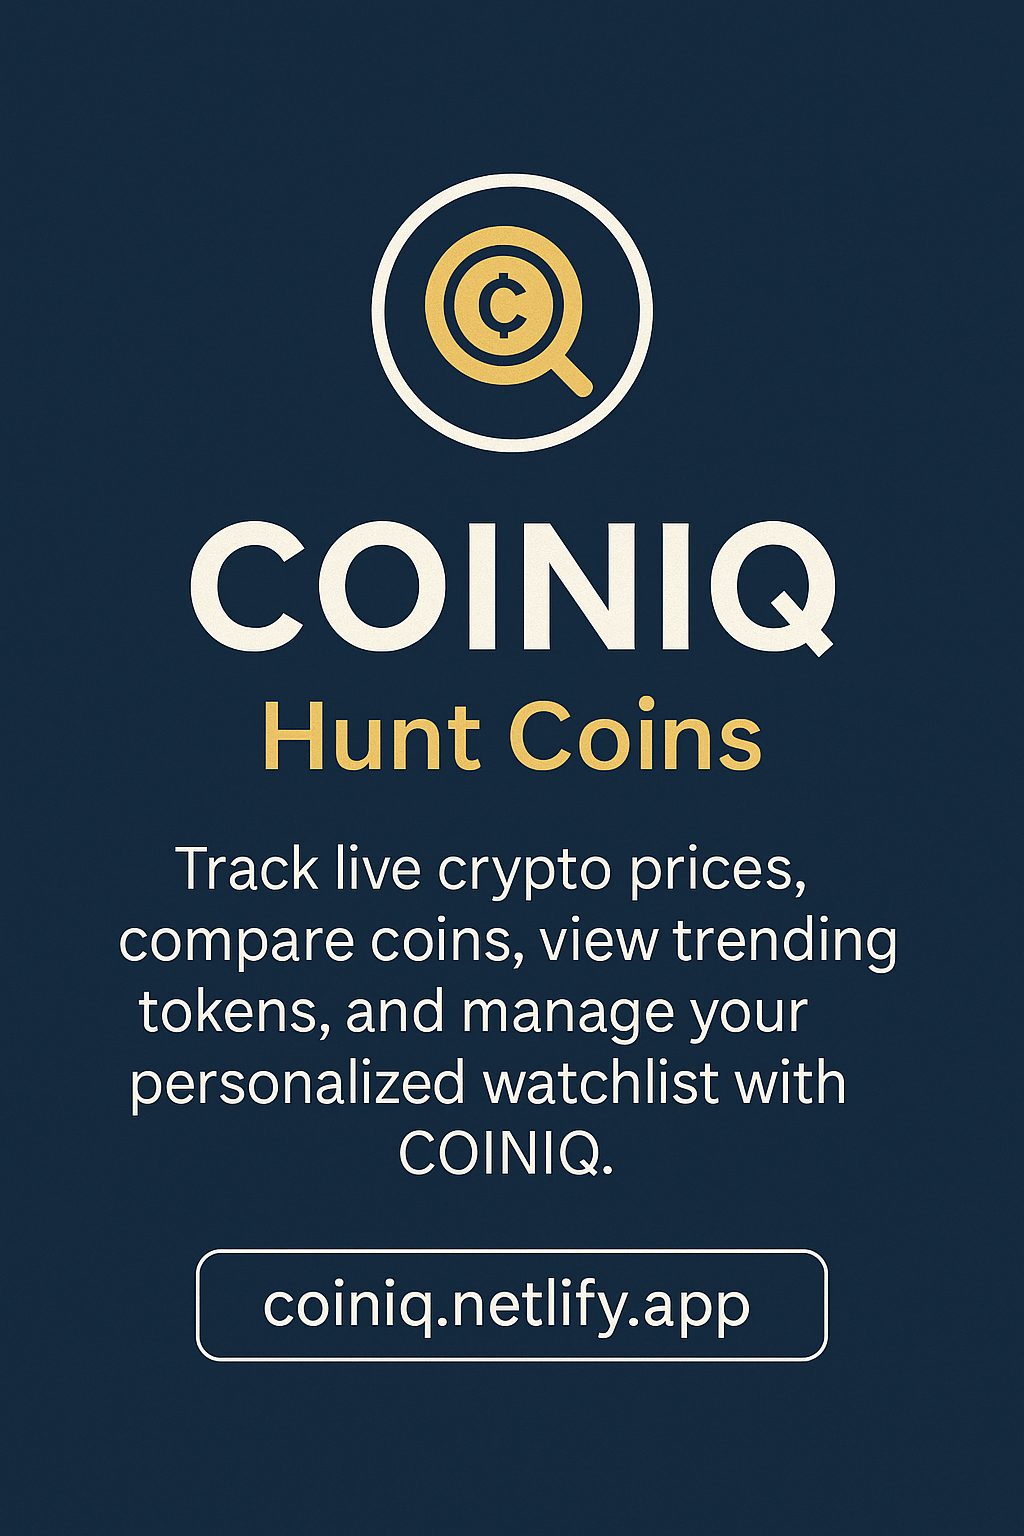 ₵
COINIQ
Hunt Coins
Track live crypto prices,
compare coins, view trending
tokens, and manage your
personalized watchlist with
COINIQ.
coiniq.netlify.app